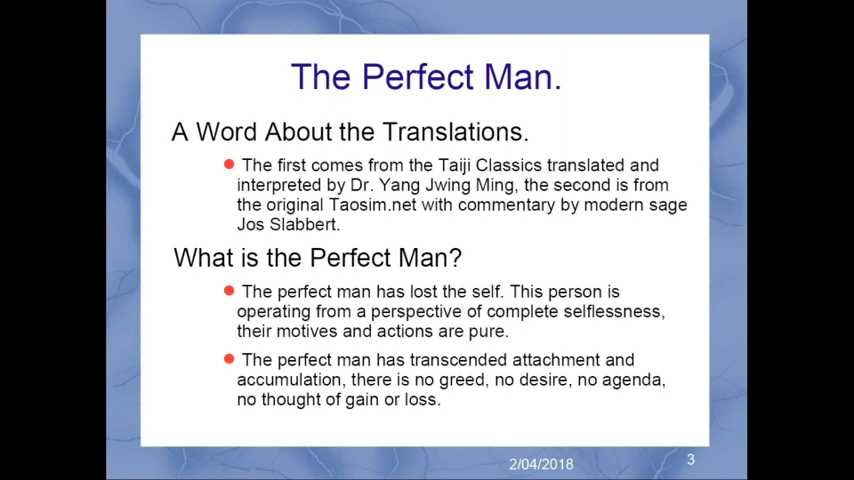 The Perfect Man.
A Word About the Translations.
The first comes from the Taiji Classics translated and
interpreted by Dr. Yang Jwing Ming, the second is from
the original Taosim.net with commentary by modern sage
Jos Slabbert.
What is the Perfect Man?
The perfect man has lost the self. This person is
operating from a perspective of complete selflessness,
their motives and actions are pure.
The perfect man has transcended attachment and
accumulation, there is no greed, no desire, no agenda,
no thought of gain or loss.
2/04/2018
3